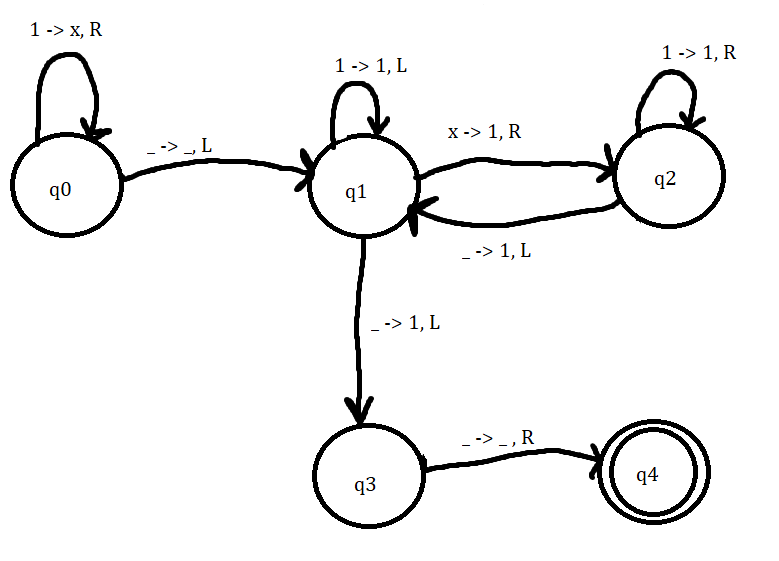 1 -> x, R
1 -> 1, L
1 -> 1, R
_ -> _, L
x -> 1, R
q0
q1
q2
_ -> 1, L
_ -> 1, L
_ -> _ , R
q3
q4